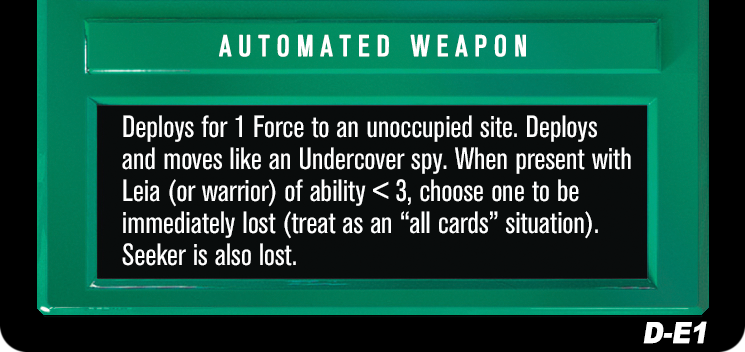 AUTOMATED WEAPON
Deploys for 1 Force to an unoccupied site. Deploys
and moves like an Undercover spy. When present with
Leia (or warrior) of ability < 3, choose one to be
immediately lost (treat as an “all cards” situation).
Seeker is also lost.
D-E1